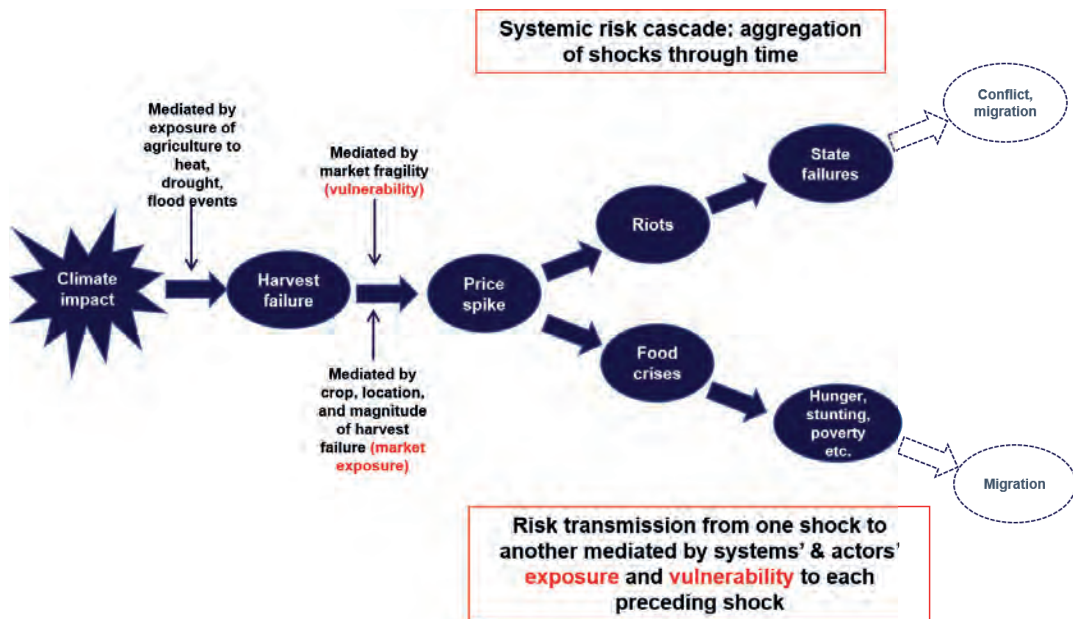 Systemic risk cascade: aggregation
of shocks through time
Conflict,
migration
Mediated by
exposure of
agriculture to
heat,
drought,
flood events
Mediated by
market fragility
(vulnerability)
State
failures
Riots
Climate
impact
Harvest
failure
Price
spike
Food
crises
Mediated by
crop, location,
and magnitude
of harvest
failure (market
exposure)
Hunger,
stunting,
poverty
etc.
Migration
Risk transmission from one shock to
another mediated by systems' & actors'
exposure and vulnerability to each
preceding shock